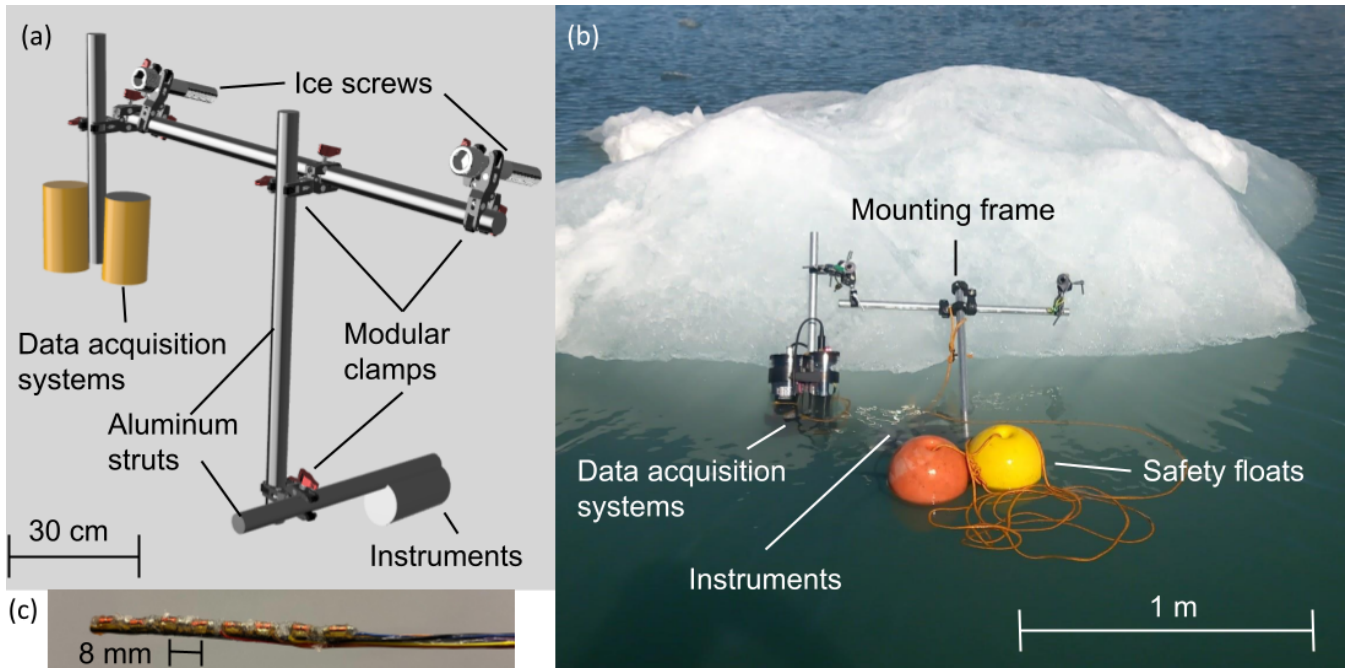 (a)
Ice screws
Data acquisition
systems
Modular
clamps
Aluminum
struts
Instruments
30 cm
(b)
Mounting frame
Data acquisition
systems
Safety floats
Instruments
1 m
(c)
8 mm